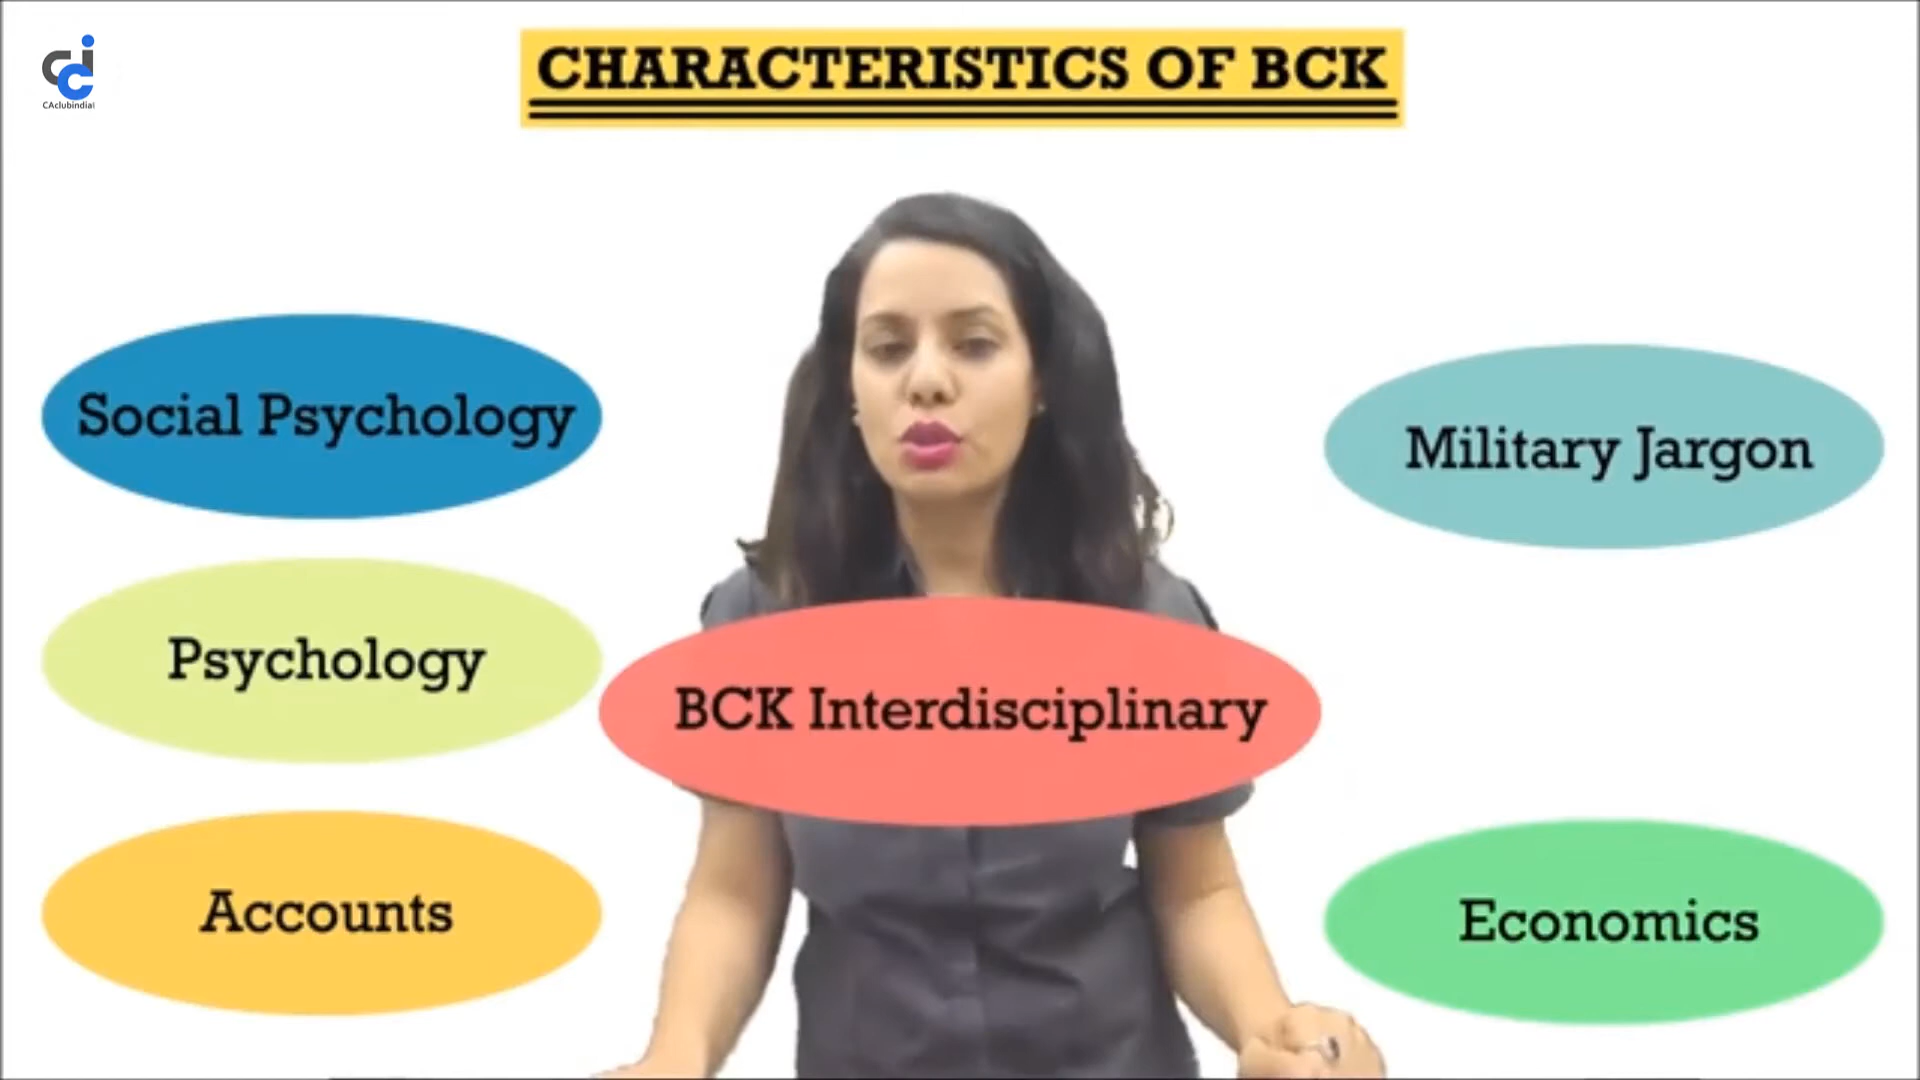 CAclubindia
CHARACTERISTICS OF BCK
Social Psychology
Military Jargon
Psychology
BCK Interdisciplinary
Accounts
Economics